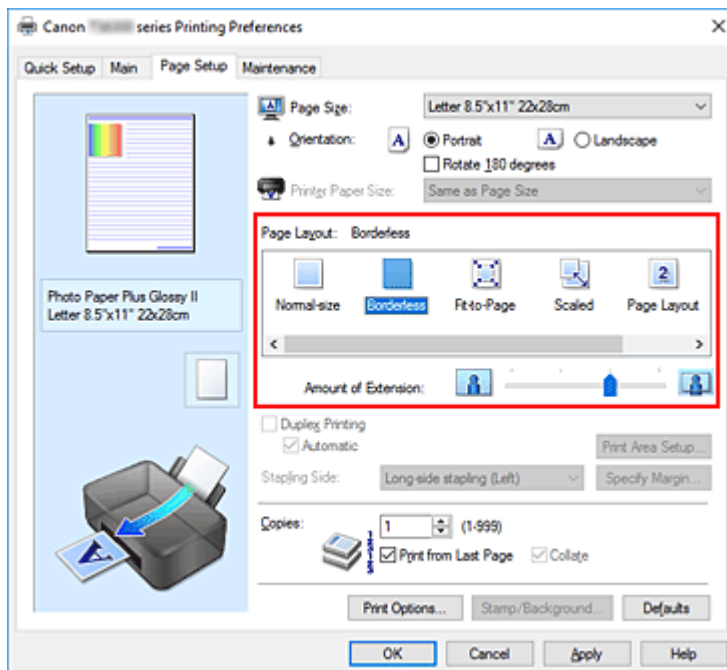 Canon series Printing Preferences
Quick Setup Main Page Setup Maintenance
Page Size: Letter 8.5"x11" 22x28cm
Orientation: A Portrait A Landscape
Rotate 180 degrees
Printer Paper Size: Same as Page Size
Page Layout: Borderless
2
Normal-size Borderless Fit-to-Page Scaled Page Layout
Photo Paper Plus Glossy II
Letter 8.5"x11" 22x28cm
Amount of Extension:
Duplex Printing
Automatic
Print Area Setup...
Stapling Side: Long-side stapling (Left) Specify Margin...
Copies: 1 (1-999)
Print from Last Page Collate
A
Print Options... Stamp/Background... Defaults
OK Cancel Apply Help